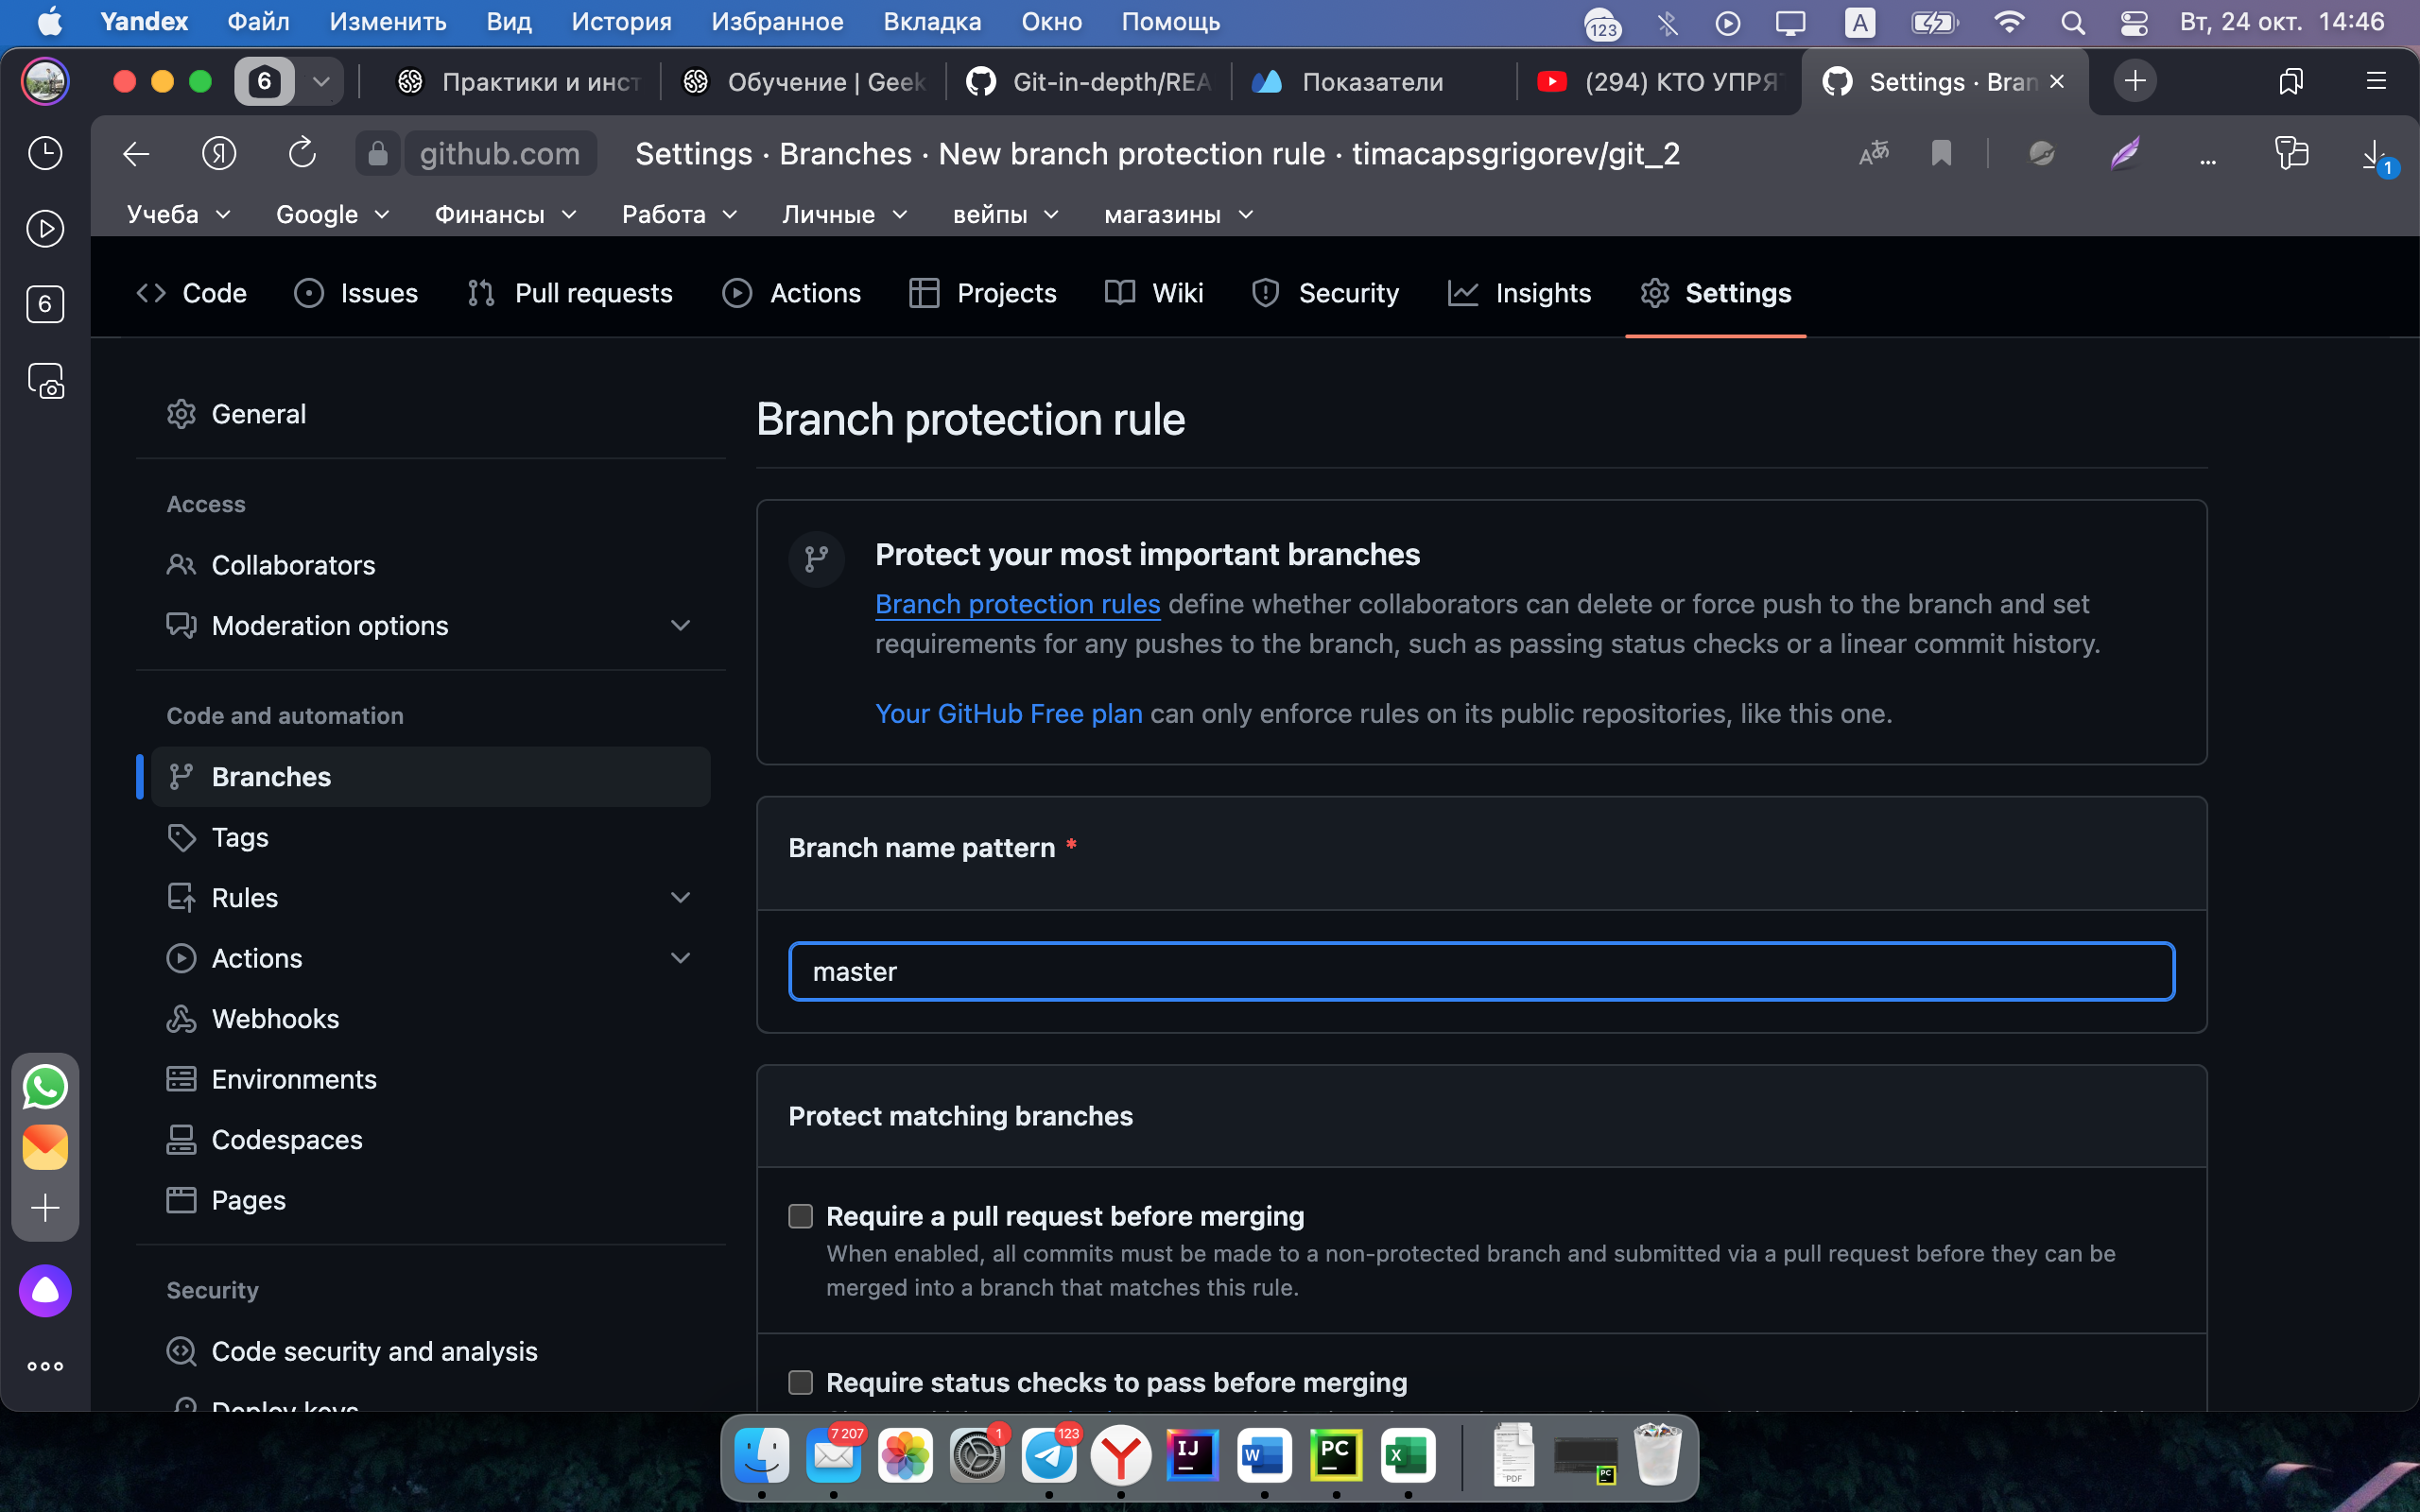 Yandex Файл Изменить Вид История Избранное Вкладка Окно Помощь 123 A Вт, 24 окт. 14:46
6 Практики и инст Обучение | Geek Git-in-depth/REA Показатели (294) КТО УПРЯТ Settings · Bran
github.com Settings · Branches · New branch protection rule · timacapsgrigorev/git_2 ... 1
Учеба Google Финансы Работа Личные вейпы магазины
6
Code Issues Pull requests Actions Projects Wiki Security Insights Settings
General
Access
Collaborators
Moderation options
Code and automation
Branches
Tags
Rules
Actions
Webhooks
Environments
Codespaces
Pages
Security
Code security and analysis
Deploy keys
Branch protection rule
Protect your most important branches
Branch protection rules define whether collaborators can delete or force push to the branch and set
requirements for any pushes to the branch, such as passing status checks or a linear commit history.
Your GitHub Free plan can only enforce rules on its public repositories, like this one.
Branch name pattern *
master
Protect matching branches
Require a pull request before merging
When enabled, all commits must be made to a non-protected branch and submitted via a pull request before they can be
merged into a branch that matches this rule.
Require status checks to pass before merging
7 207 1 123 IJ W PC X PDF PC